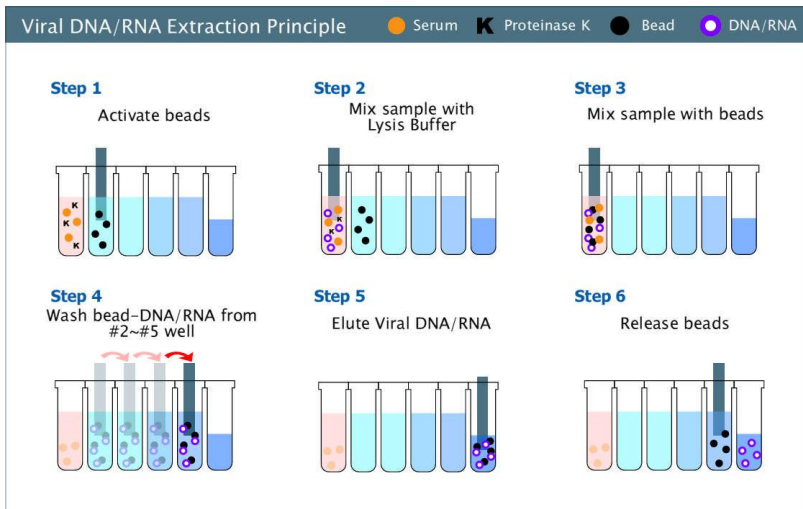 Viral DNA/RNA Extraction Principle Serum K Proteinase K Bead DNA/RNA
Step 1
Activate beads
K
K
K
Step 2
Mix sample with
Lysis Buffer
K
K
Step 3
Mix sample with beads
Step 4
Wash bead-DNA/RNA from
#2~#5 well
Step 5
Elute Viral DNA/RNA
Step 6
Release beads